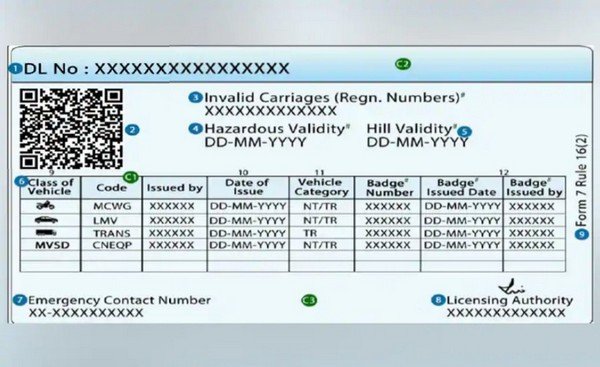 1 DL No : XXXXXXXXXXXXXXXX C2
3 Invalid Carriages (Regn. Numbers)#
XXXXXXXXXXXXX
2 4 Hazardous Validity# Hill Validity# 5
DD-MM-YYYY DD-MM-YYYY
9 C1 10 11 12
6 Class of Vehicle Code Issued by Date of Issue Vehicle Category Badge# Number Badge# Issued Date Badge# Issued by
MCWG XXXXXX DD-MM-YYYY NT/TR XXXXXX DD-MM-YYYY XXXXXX
LMV XXXXXX DD-MM-YYYY NT/TR XXXXXX DD-MM-YYYY XXXXXX
TRANS XXXXXX DD-MM-YYYY TR XXXXXX DD-MM-YYYY XXXXXX
MVSD CNEQP XXXXXX DD-MM-YYYY NT/TR XXXXXX DD-MM-YYYY XXXXXX
9 Form 7 Rule 16(2)
7 Emergency Contact Number C3 8 Licensing Authority
XX-XXXXXXXXXX XXXXXXXXXXXXX